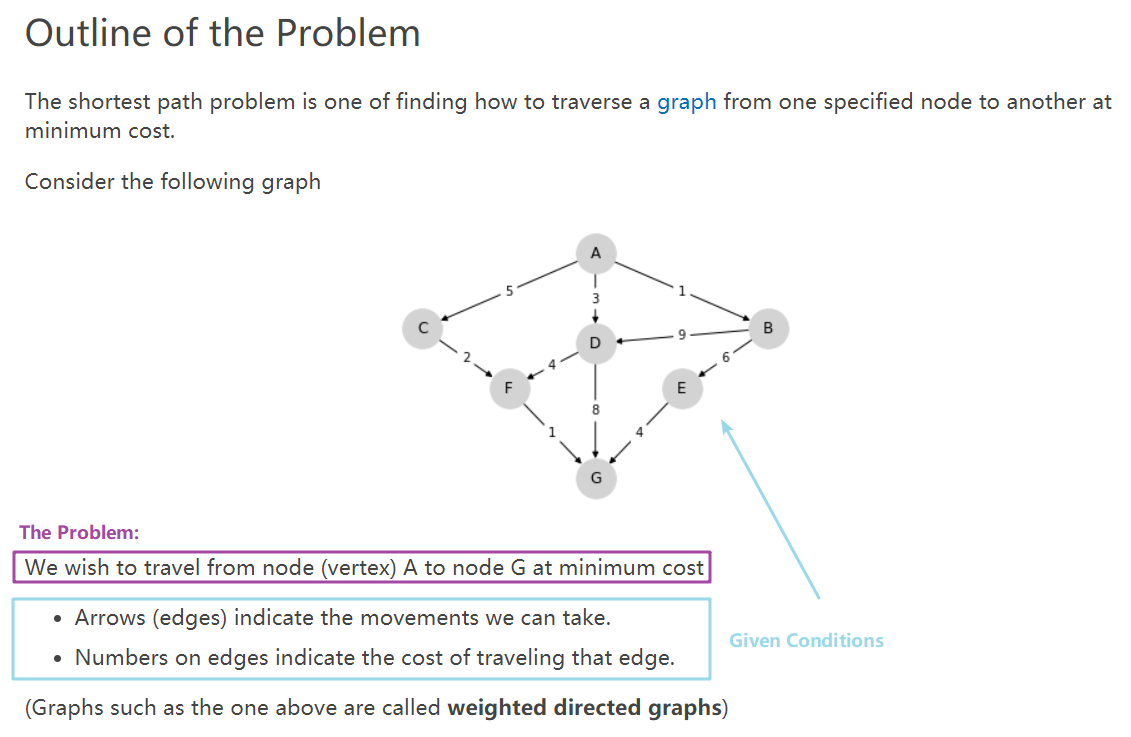 Outline of the Problem
The shortest path problem is one of finding how to traverse a graph from one specified node to another at
minimum cost.
Consider the following graph
A
5
3
1
C
D
B
9
2
4
6
F
E
8
1
4
G
The Problem:
We wish to travel from node (vertex) A to node G at minimum cost
• Arrows (edges) indicate the movements we can take.
• Numbers on edges indicate the cost of traveling that edge.
Given Conditions
(Graphs such as the one above are called weighted directed graphs)